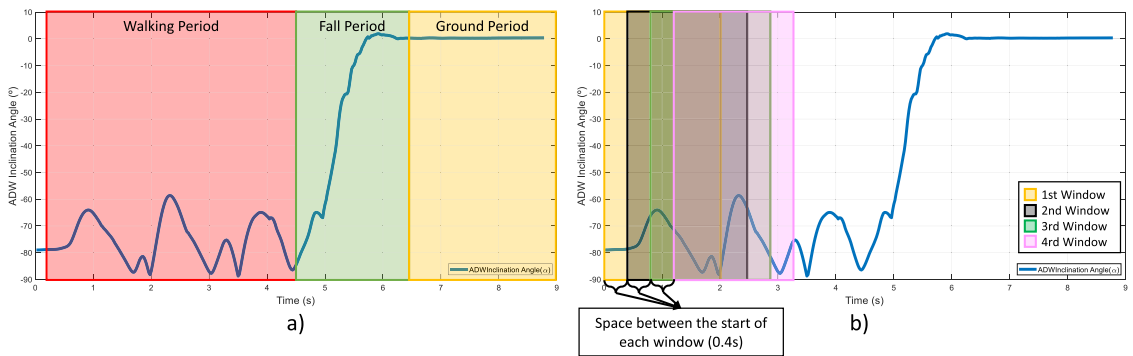 Walking Period
Fall Period
Ground Period
ADW Inclination Angle (º)
10
0
-10
-20
-30
-40
-50
-60
-70
-80
-90
0
1
2
3
4
5
6
7
8
9
Time (s)
ADWInclination Angle(α)
a)
ADW Inclination Angle (º)
10
0
-10
-20
-30
-40
-50
-60
-70
-80
-90
0
2
3
4
5
6
7
8
9
Time (s)
1st Window
2nd Window
3rd Window
4rd Window
ADWInclination Angle(α)
Space between the start of
each window (0.4s)
b)